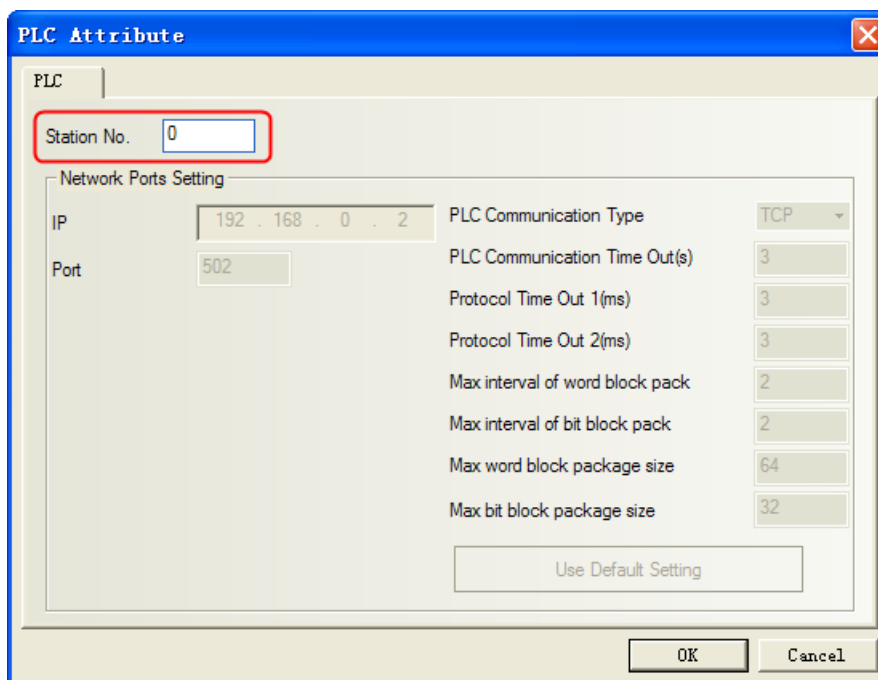 PLC Attribute
PLC
Station No. 0
Network Ports Setting
IP 192 . 168 . 0 . 2
Port 502
PLC Communication Type TCP
PLC Communication Time Out(s) 3
Protocol Time Out 1(ms) 3
Protocol Time Out 2(ms) 3
Max interval of word block pack 2
Max interval of bit block pack 2
Max word block package size 64
Max bit block package size 32
Use Default Setting
OK Cancel